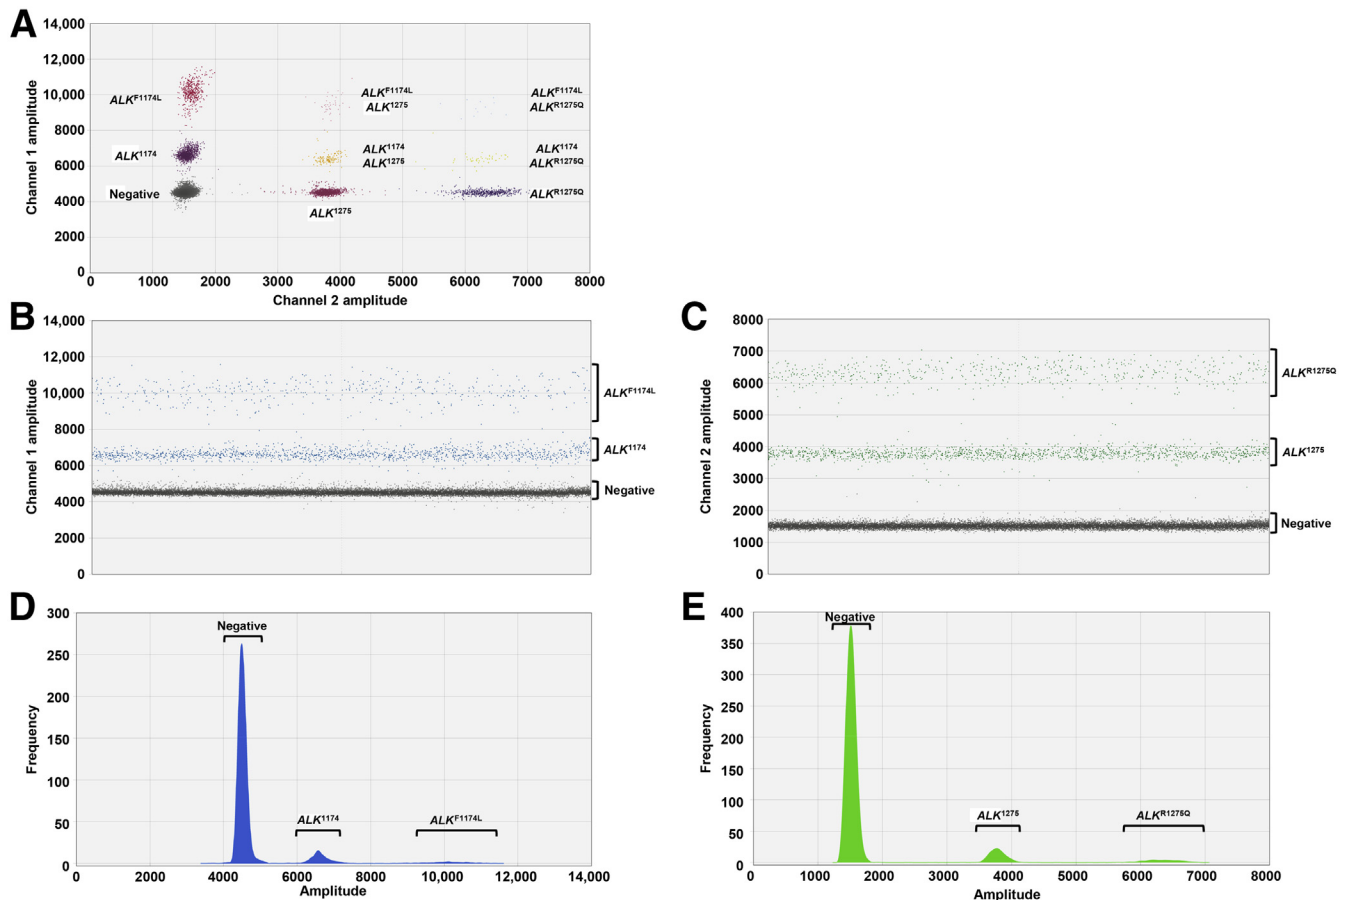 A
14,000
12,000
10,000
8000
6000
4000
2000
0
Channel 1 amplitude
ALKF1174L
ALK1174
Negative
ALKF1174L
ALK1275
ALK1174
ALK1275
ALK1275
ALKF1174L
ALKR1275Q
ALK1174
ALKR1275Q
ALKR1275Q
0 1000 2000 3000 4000 5000 6000 7000 8000
Channel 2 amplitude
B
14,000
12,000
10,000
8000
6000
4000
2000
0
Channel 1 amplitude
ALKF1174L
ALK1174
Negative
C
8000
7000
6000
5000
4000
3000
2000
1000
0
Channel 2 amplitude
ALKR1275Q
ALK1275
Negative
D
300
250
200
150
100
50
0
Frequency
Negative
ALK1174
ALKF1174L
0 2000 4000 6000 8000 10,000 12,000 14,000
Amplitude
E
400
350
300
250
200
150
100
50
0
Frequency
Negative
ALK1275
ALKR1275Q
0 1000 2000 3000 4000 5000 6000 7000 8000
Amplitude